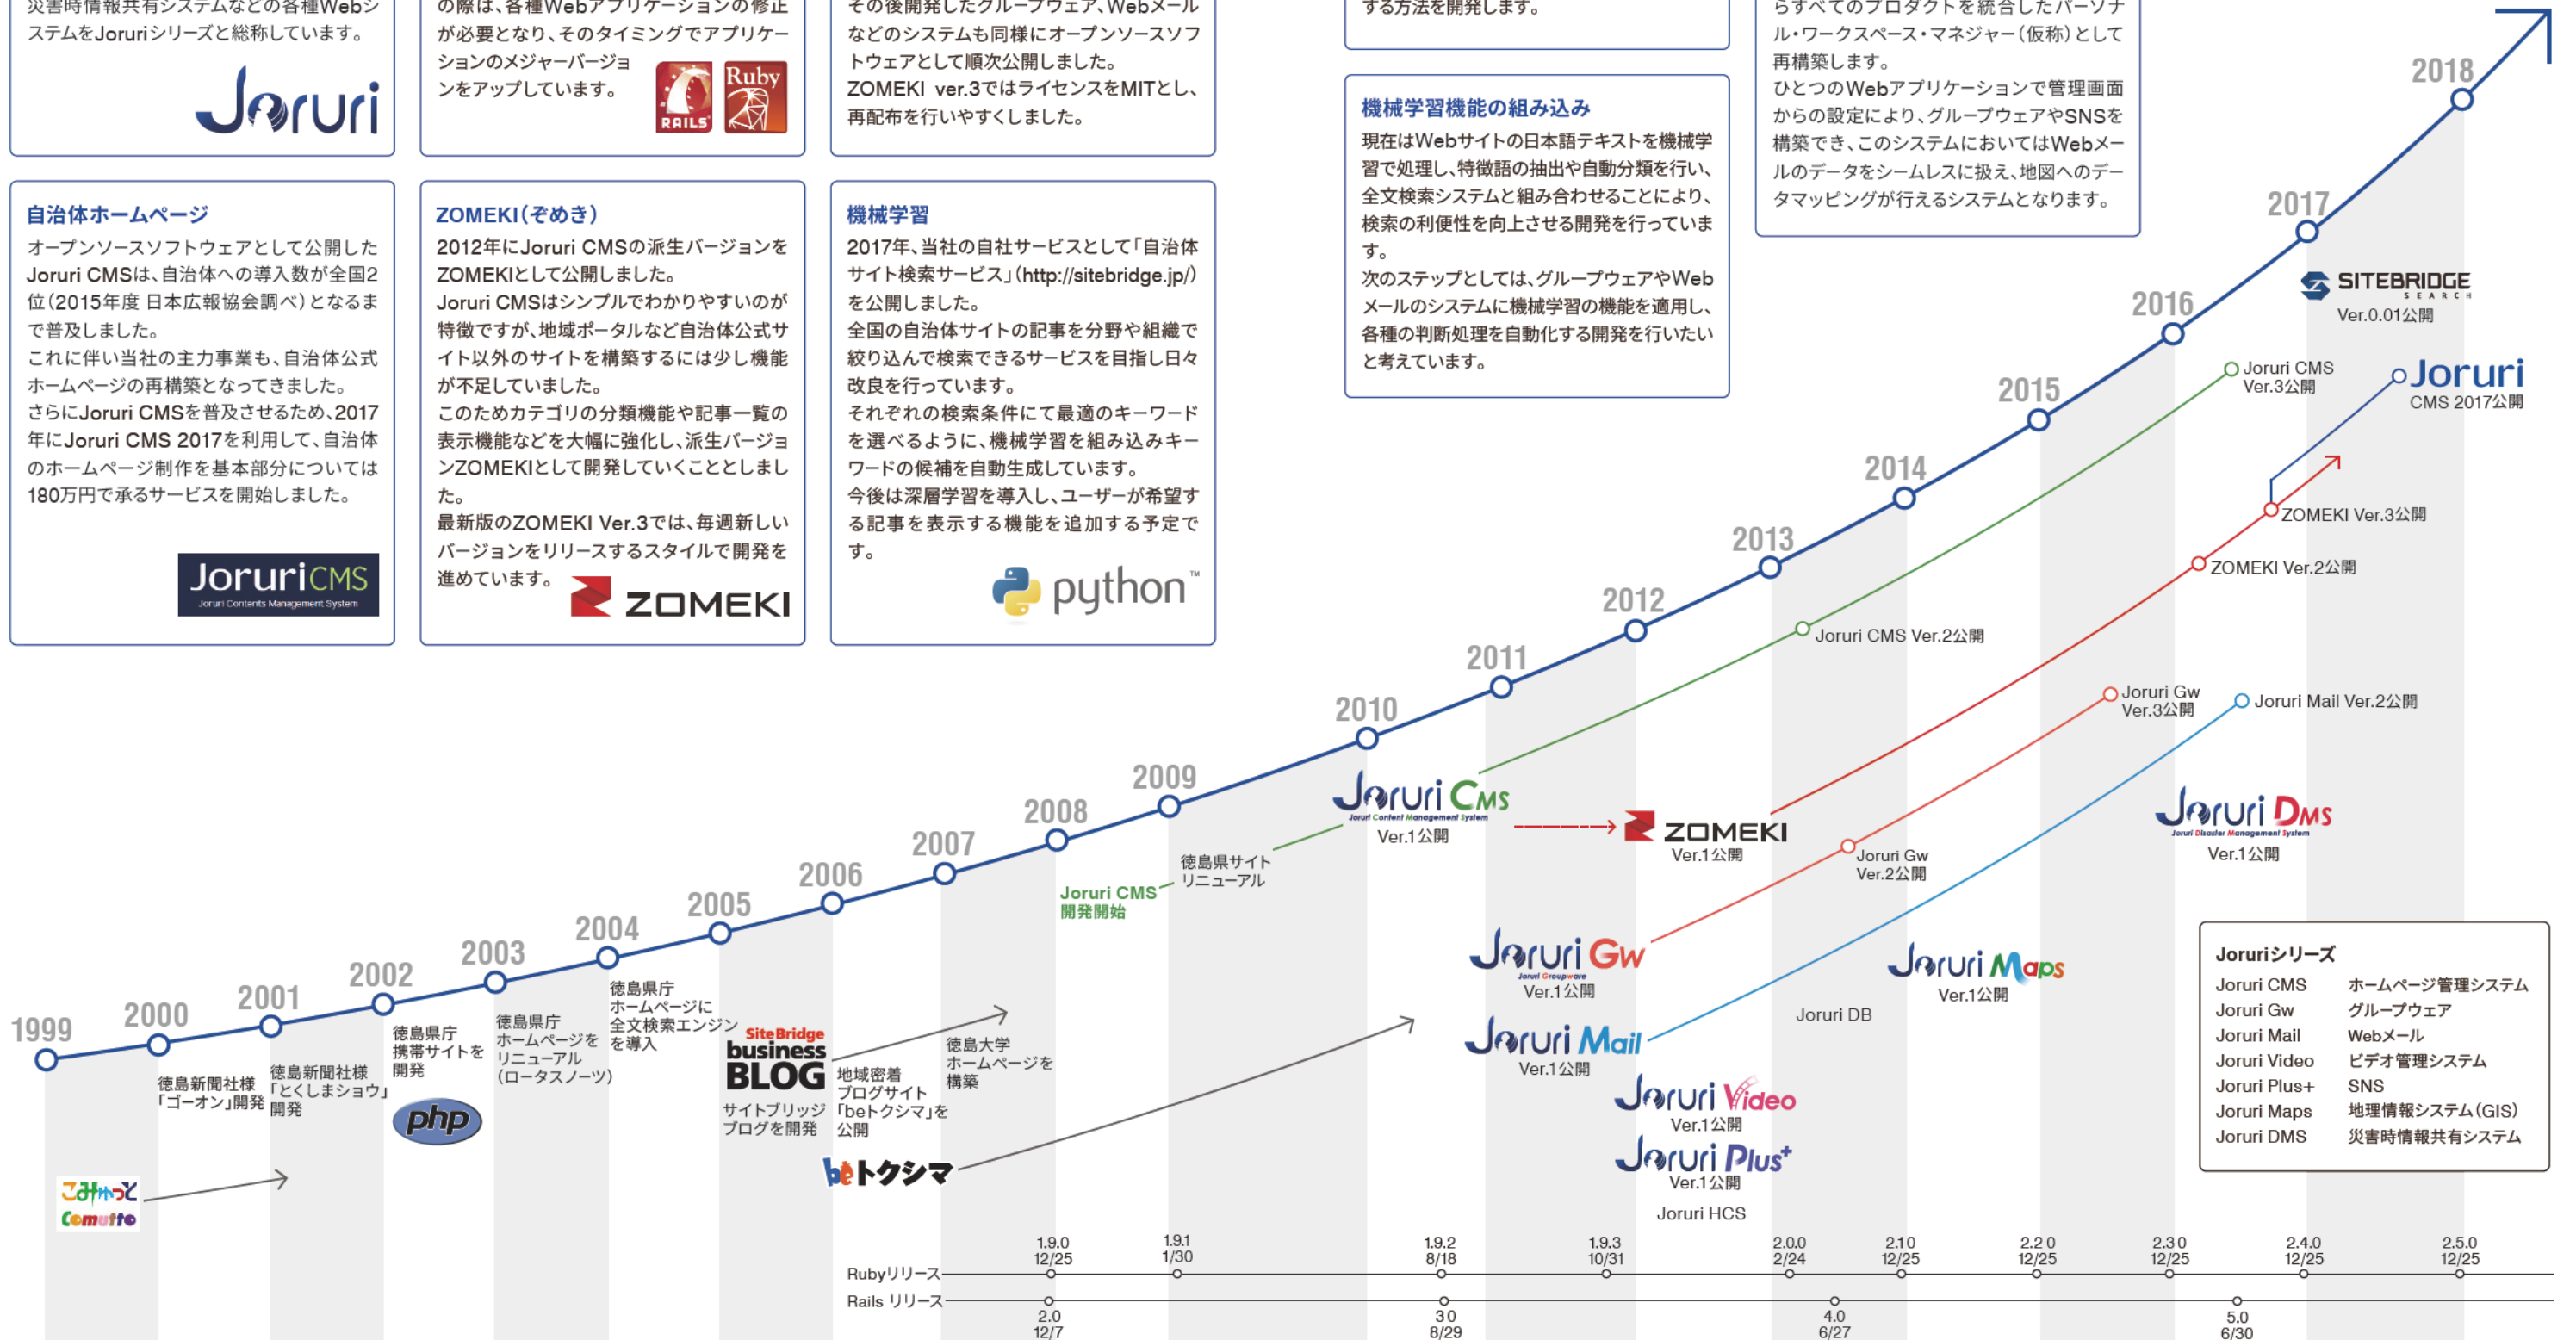 災害時情報共有システムなどの各種Webシ
ステムをJoruriシリーズと総称しています。
Joruri
の際は、各種Webアプリケーションの修正
が必要となり、そのタイミングでアプリケー
ションのメジャーバージョ
ンをアップしています。
RAILS
Ruby
その後開発したグループウェア、Webメール
などのシステムも同様にオープンソースソフ
トウェアとして順次公開しました。
ZOMEKI ver.3ではライセンスをMITとし、
再配布を行いやすくしました。
する方法を開発します。
らすべてのプロダクトを統合したパーソナ
ル・ワークスペース・マネジャー（仮称）として
再構築します。
ひとつのWebアプリケーションで管理画面
からの設定により、グループウェアやSNSを
構築でき、このシステムにおいてはWebメー
ルのデータをシームレスに扱え、地図へのデー
タマッピングが行えるシステムとなります。
自治体ホームページ
オープンソースソフトウェアとして公開した
Joruri CMSは、自治体への導入数が全国2
位（2015年度 日本広報協会調べ）となるま
で普及しました。
これに伴い当社の主力事業も、自治体公式
ホームページの再構築となってきました。
さらにJoruri CMSを普及させるため、2017
年にJoruri CMS 2017を利用して、自治体
のホームページ制作を基本部分については
180万円で承るサービスを開始しました。
JoruriCMS
Joruri Contents Management System
ZOMEKI（ぞめき）
2012年にJoruri CMSの派生バージョンを
ZOMEKIとして公開しました。
Joruri CMSはシンプルでわかりやすいのが
特徴ですが、地域ポータルなど自治体公式サ
イト以外のサイトを構築するには少し機能
が不足していました。
このためカテゴリの分類機能や記事一覧の
表示機能などを大幅に強化し、派生バージョ
ンZOMEKIとして開発していくこととしまし
た。
最新版のZOMEKI Ver.3では、毎週新しい
バージョンをリリースするスタイルで開発を
進めています。
ZOMEKI
機械学習
2017年、当社の自社サービスとして「自治体
サイト検索サービス」（http://sitebridge.jp/）
を公開しました。
全国の自治体サイトの記事を分野や組織で
絞り込んで検索できるサービスを目指し日々
改良を行っています。
それぞれの検索条件にて最適のキーワード
を選べるように、機械学習を組み込みキー
ワードの候補を自動生成しています。
今後は深層学習を導入し、ユーザーが希望す
る記事を表示する機能を追加する予定で
す。
python™
機械学習機能の組み込み
現在はWebサイトの日本語テキストを機械学
習で処理し、特徴語の抽出や自動分類を行い、
全文検索システムと組み合わせることにより、
検索の利便性を向上させる開発を行っていま
す。
次のステップとしては、グループウェアやWeb
メールのシステムに機械学習の機能を適用し、
各種の判断処理を自動化する開発を行いたい
と考えています。
1999
2000
2001
2002
2003
2004
2005
2006
2007
2008
2009
2010
2011
2012
2013
2014
2015
2016
2017
2018
こみゅっと
Comutto
徳島新聞社様
「ゴーオン」開発
徳島新聞社様
「とくしまショウ」
開発
徳島県庁
携帯サイトを
開発
php
徳島県庁
ホームページを
リニューアル
（ロータスノーツ）
徳島県庁
ホームページに
全文検索エンジン
を導入
Site Bridge
business
BLOG
サイトブリッジ
ブログを開発
地域密着
ブログサイト
「beトクシマ」を
公開
beトクシマ
徳島大学
ホームページを
構築
Joruri CMS
開発開始
徳島県サイト
リニューアル
Joruri CMS
Joruri Content Management System
Ver.1公開
Joruri CMS Ver.2公開
Joruri CMS
Ver.3公開
ZOMEKI
Ver.1公開
ZOMEKI Ver.2公開
ZOMEKI Ver.3公開
Joruri
CMS 2017公開
SITEBRIDGE
SEARCH
Ver.0.01公開
Joruri Gw
Joruri Groupware
Ver.1公開
Joruri Gw
Ver.2公開
Joruri Gw
Ver.3公開
Joruri Mail
Ver.1公開
Joruri Mail Ver.2公開
Joruri Video
Ver.1公開
Joruri Plus+
Ver.1公開
Joruri HCS
Joruri DB
Joruri Maps
Ver.1公開
Joruri DMS
Joruri Disaster Management System
Ver.1公開
Joruriシリーズ
Joruri CMS ホームページ管理システム
Joruri Gw グループウェア
Joruri Mail Webメール
Joruri Video ビデオ管理システム
Joruri Plus+ SNS
Joruri Maps 地理情報システム（GIS）
Joruri DMS 災害時情報共有システム
1.9.0 1.9.1 1.9.2 1.9.3 2.0.0 2.10 2.2 0 2.3.0 2.4.0 2.5.0
12/25 1/30 8/18 10/31 2/24 12/25 12/25 12/25 12/25 12/25
Rubyリリース
Rails リリース
2.0 3 0 4.0 5.0
12/7 8/29 6/27 6/30